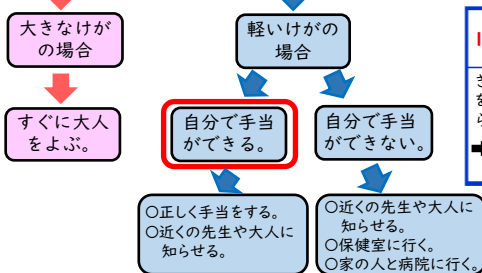 大きなけが
の場合
軽いけがの
場合
すぐに大人
をよぶ。
自分で手当
ができる。
自分で手当
ができない。
○正しく手当をする。
○近くの先生や大人に
知らせる。
○近くの先生や大人に
知らせる。
○保健室に行く。
○家の人と病院に行く。